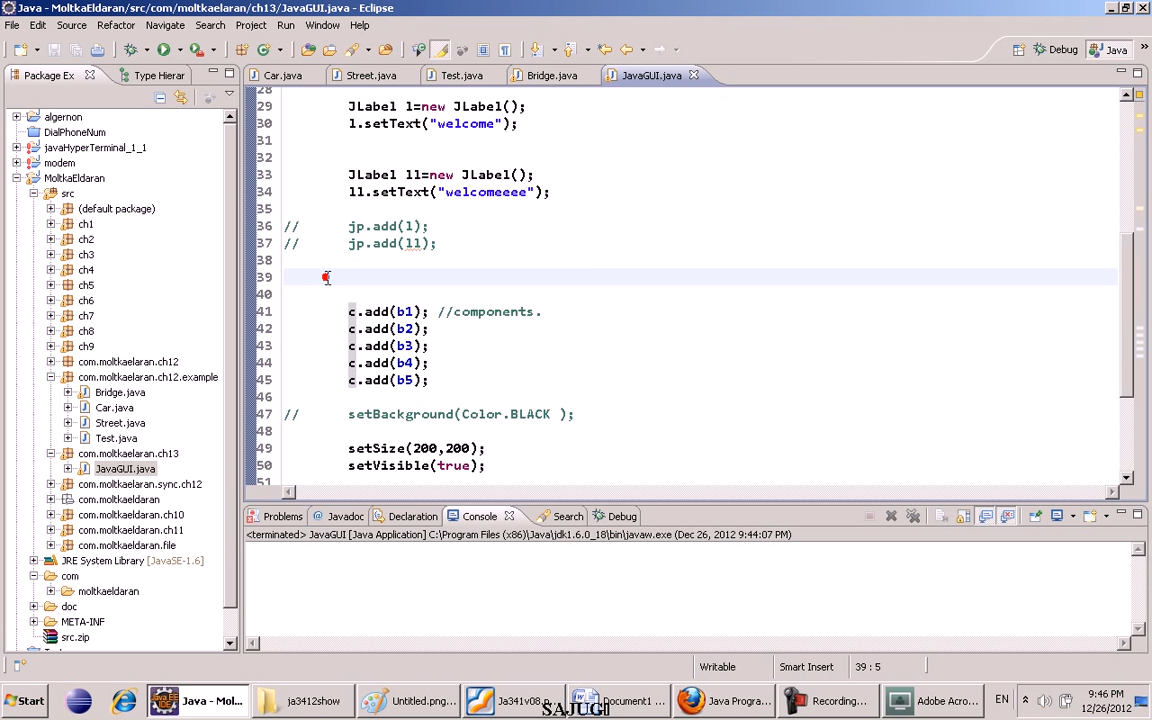 Java - MoltkaEldaran/src/com/moltkaelaran/ch13/JavaGUI.java - Eclipse
File Edit Source Refactor Navigate Search Project Run Window Help
Debug Java
Package Ex Type Hierar
Car.java Street.java Test.java Bridge.java JavaGUI.java
algernon
DialPhoneNum
javaHyperTerminal_1_1
modem
MoltkaEldaran
src
(default package)
ch1
ch2
ch3
ch4
ch5
ch6
ch7
ch8
ch9
com.moltkaelaran.ch12
com.moltkaelaran.ch12.example
Bridge.java
Car.java
Street.java
Test.java
com.moltkaelaran.ch13
JavaGUI.java
com.moltkaelaran.sync.ch12
com.moltkaeldaran
com.moltkaeldaran.ch10
com.moltkaeldaran.ch11
com.moltkaeldaran.file
JRE System Library [JavaSE-1.6]
com
moltkaeldaran
doc
META-INF
src.zip
28
29 JLabel l=new JLabel();
30 l.setText("welcome");
31
32
33 JLabel ll=new JLabel();
34 ll.setText("welcomeeee");
35
36 // jp.add(l);
37 // jp.add(ll);
38
39
40
41 c.add(b1); //components.
42 c.add(b2);
43 c.add(b3);
44 c.add(b4);
45 c.add(b5);
46
47 // setBackground(Color.BLACK );
48
49 setSize(200,200);
50 setVisible(true);
51
Problems Javadoc Declaration Console Search Debug
<terminated> JavaGUI [Java Application] C:\Program Files (x86)\Java\jdk1.6.0_18\bin\javaw.exe (Dec 26, 2012 9:44:07 PM)
Writable Smart Insert 39 : 5
Start Java - Mol... ja3412show Untitled.png... Ja341v08.p... Document1 ... Java Progra... Recording... Adobe Acro... EN 9:46 PM
12/26/2012
SAJUGI